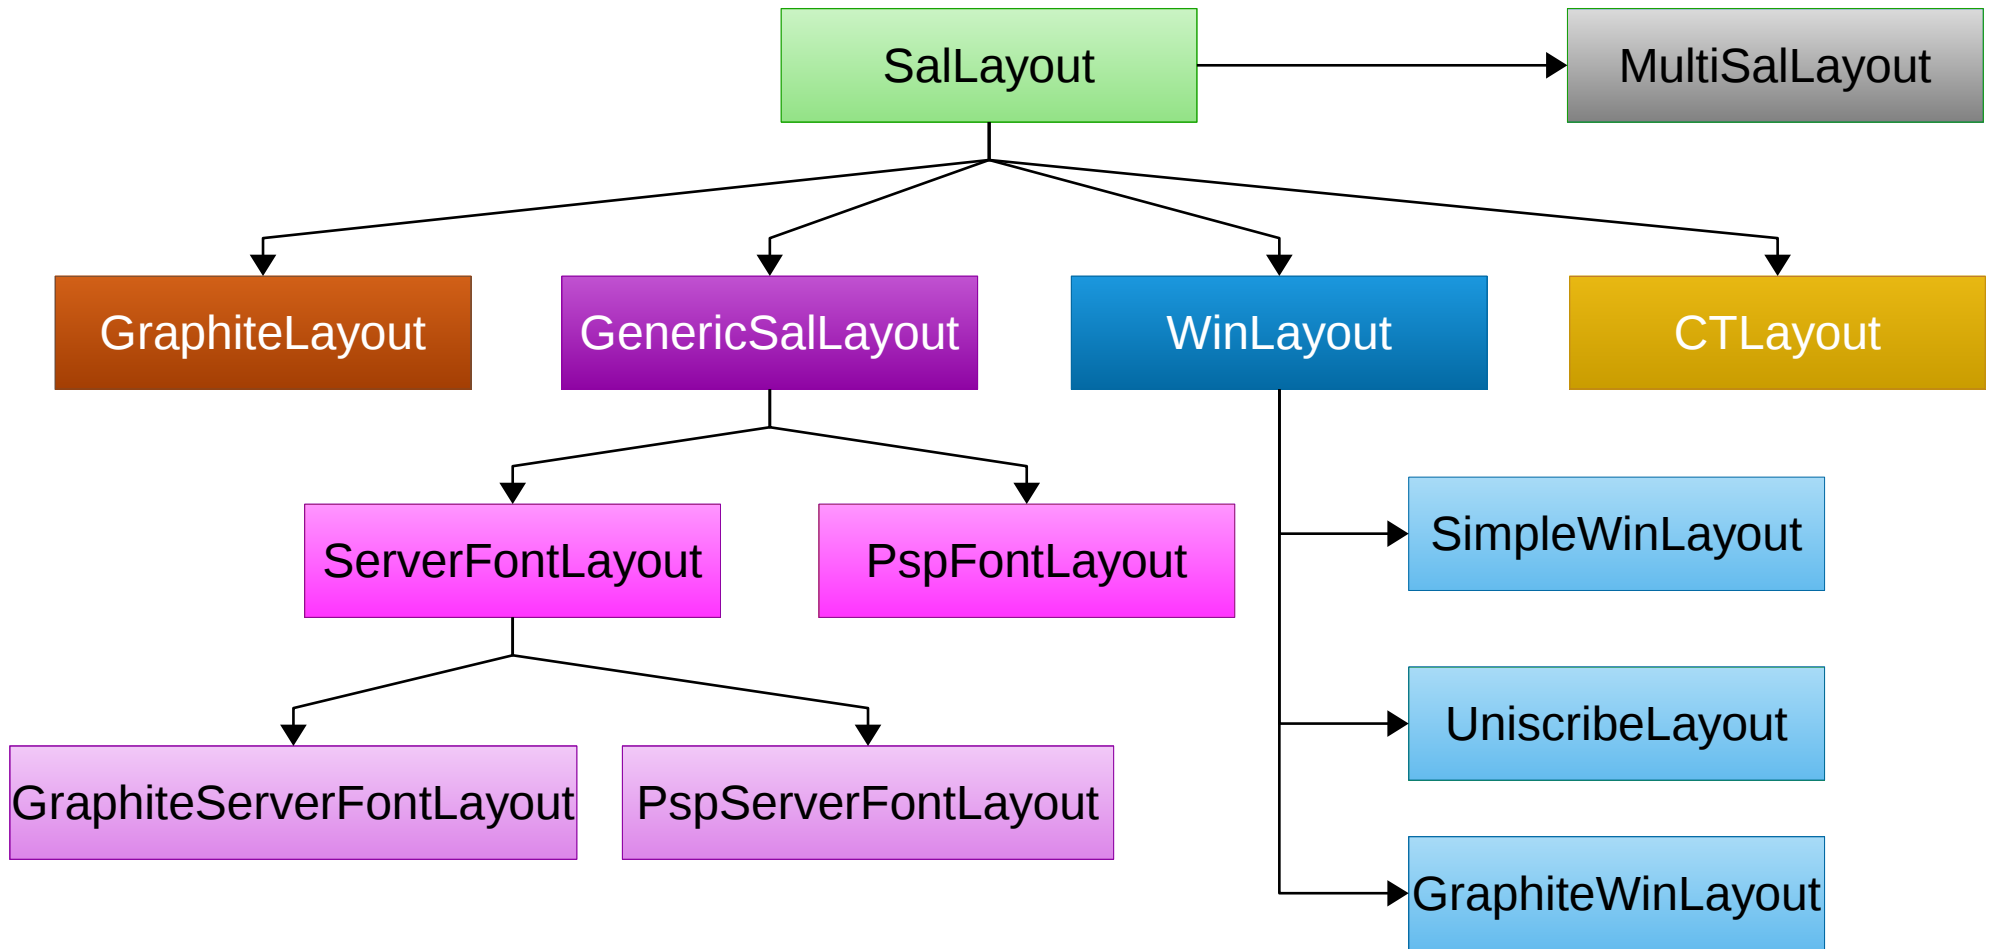 SalLayout
MultiSalLayout
GraphiteLayout
GenericSalLayout
WinLayout
CTLayout
ServerFontLayout
PspFontLayout
SimpleWinLayout
UniscribeLayout
GraphiteServerFontLayout
PspServerFontLayout
GraphiteWinLayout